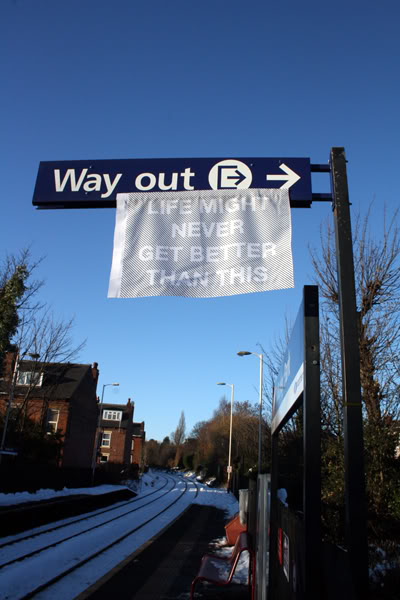 Way out
LIFE MIGHT
NEVER
GET BETTER
THAN THIS